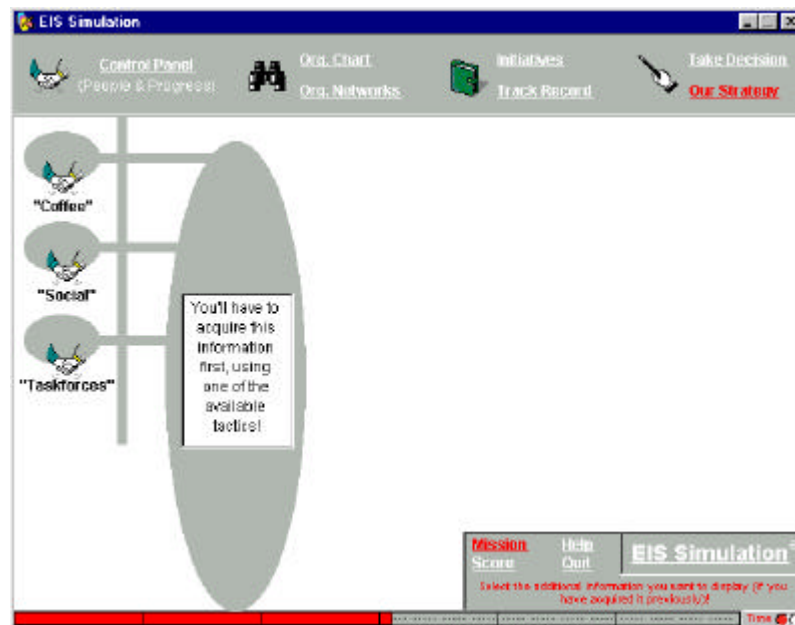 EIS Simulation
Control Panel
(People & Progress)
Org. Chart
Org. Networks
Initiatives
Track Record
Take Decision
Our Strategy
"Coffee"
"Social"
"Taskforces"
You'll have to
acquire this
information
first, using
one of the
available
tactics!
Mission
Help
Score
Quit
EIS Simulation
Select the additional information you want to display (if you
have acquired it previously)!
Time